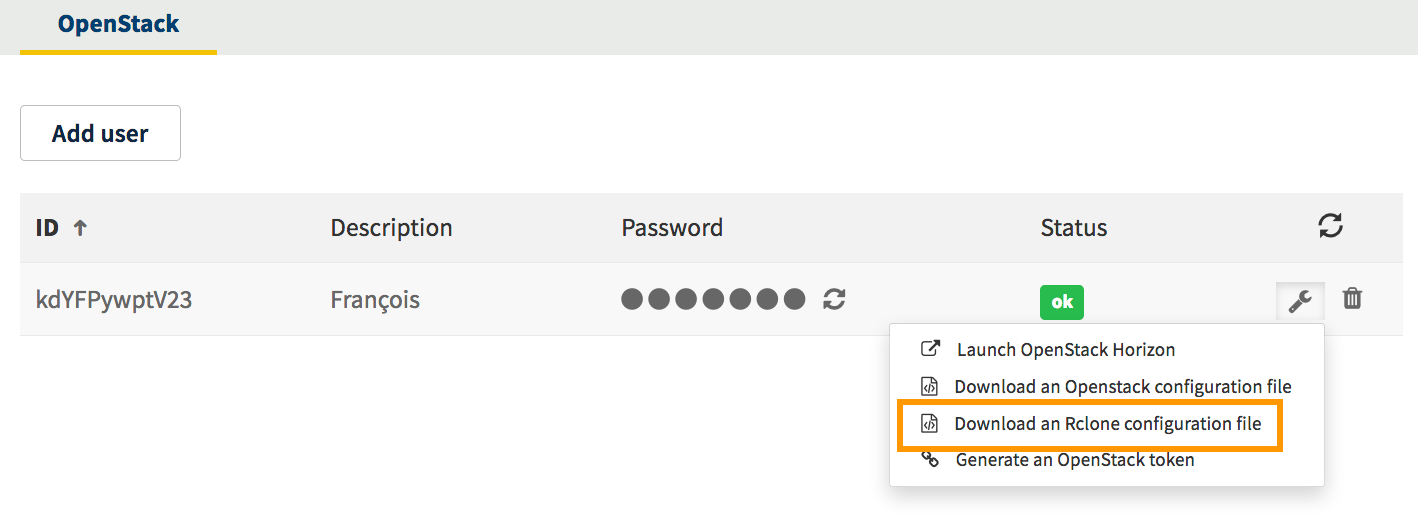 OpenStack
Add user
ID Description Password Status
kdYFPywptV23 François ok
Launch OpenStack Horizon
Download an Openstack configuration file
Download an Rclone configuration file
Generate an OpenStack token